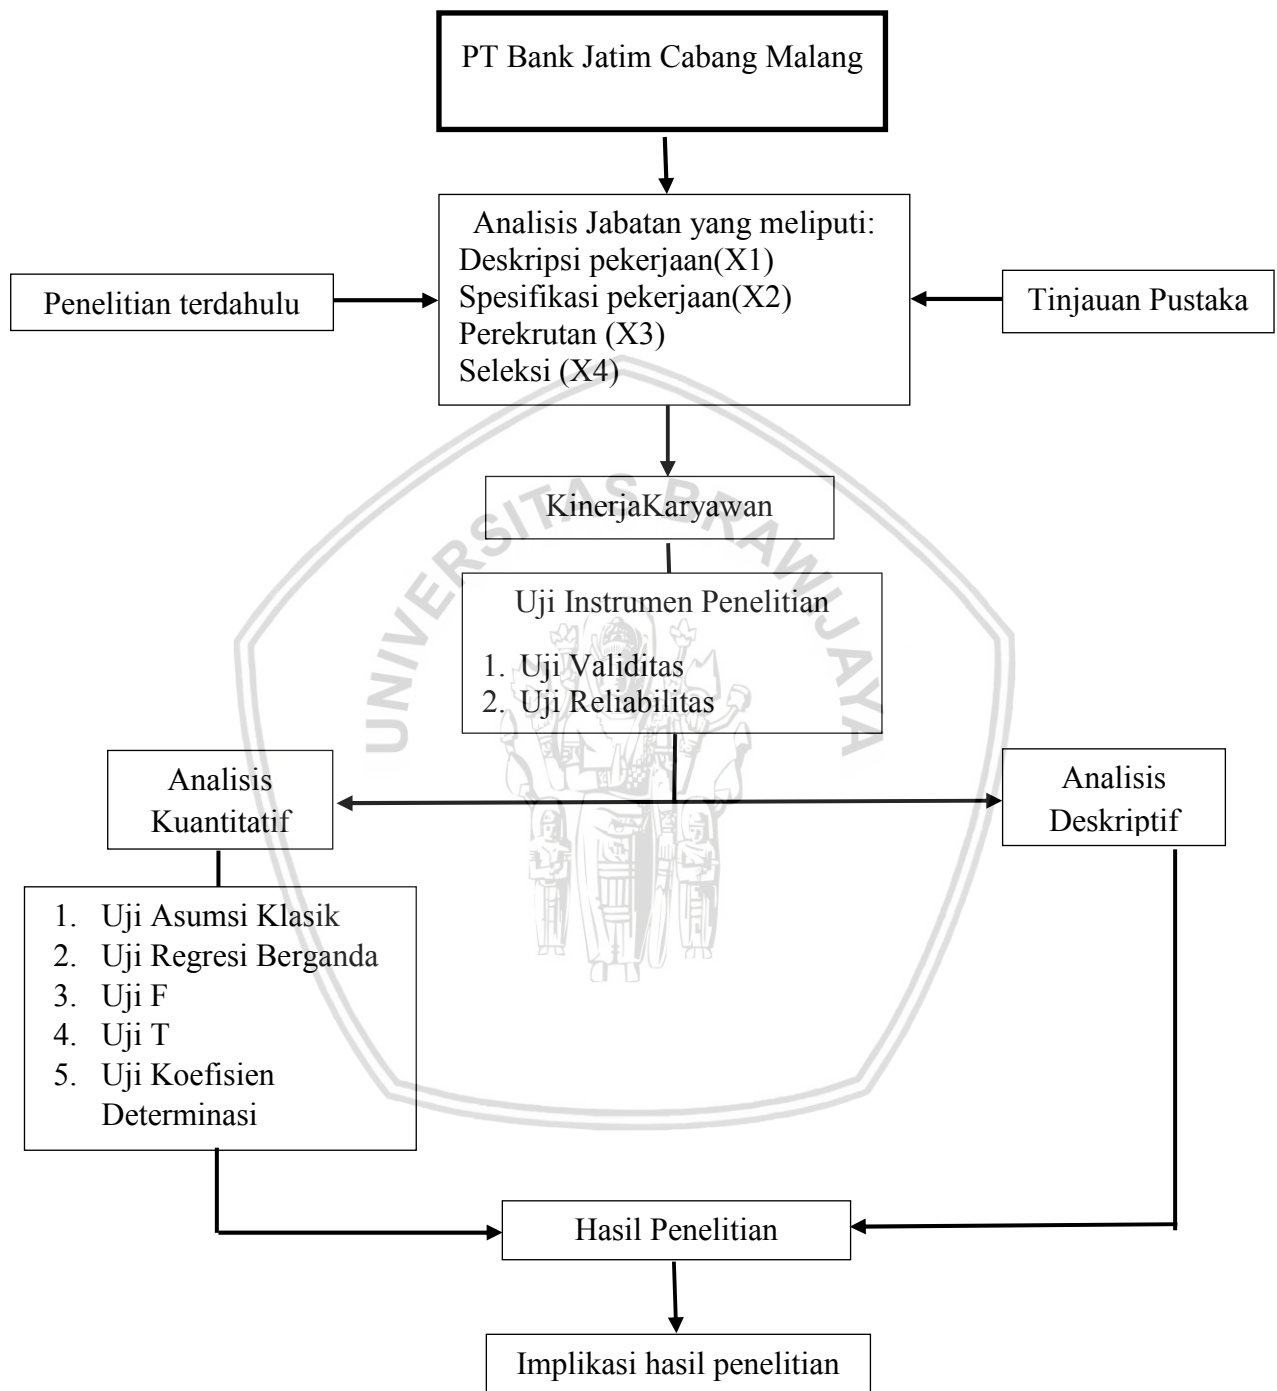 PT Bank Jatim Cabang Malang
Analisis Jabatan yang meliputi:
Deskripsi pekerjaan(X1)
Spesifikasi pekerjaan(X2)
Perekrutan (X3)
Seleksi (X4)
Penelitian terdahulu
Tinjauan Pustaka
KinerjaKaryawan
UNIVERSITAS BRAWIJAYA
Uji Instrumen Penelitian
1. Uji Validitas
2. Uji Reliabilitas
Analisis
Kuantitatif
Analisis
Deskriptif
1. Uji Asumsi Klasik
2. Uji Regresi Berganda
3. Uji F
4. Uji T
5. Uji Koefisien
Determinasi
Hasil Penelitian
Implikasi hasil penelitian